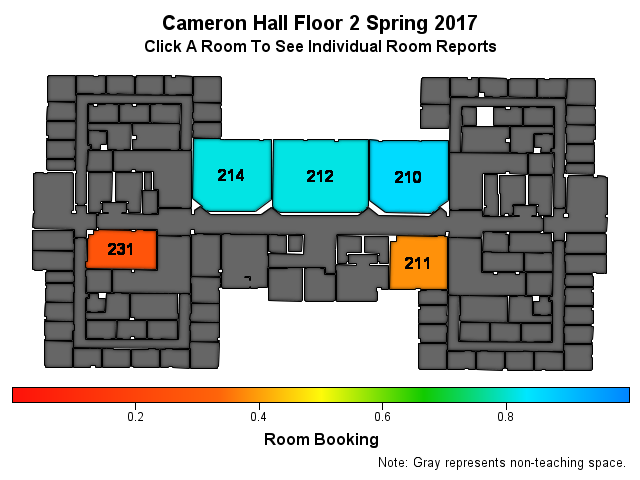 Cameron Hall Floor 2 Spring 2017
Click A Room To See Individual Room Reports
214
212
210
231
211
0.2
0.4
0.6
0.8
Room Booking
Note: Gray represents non-teaching space.